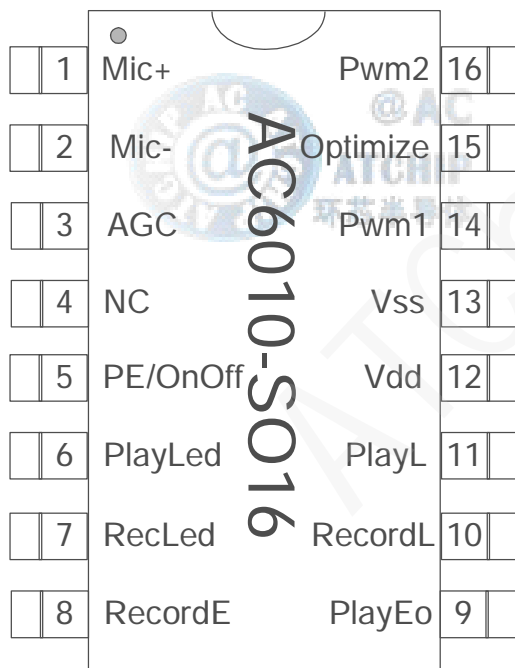 1 Mic+ Pwm2 16
@AC
2 Mic- Optimize 15
ATCHIP
3 AGC Pwm1 14
4 NC Vss 13
5 PE/OnOff Vdd 12
6 PlayLed PlayL 11
7 RecLed RecordL 10
8 RecordE PlayEo 9
AC6010-SO16